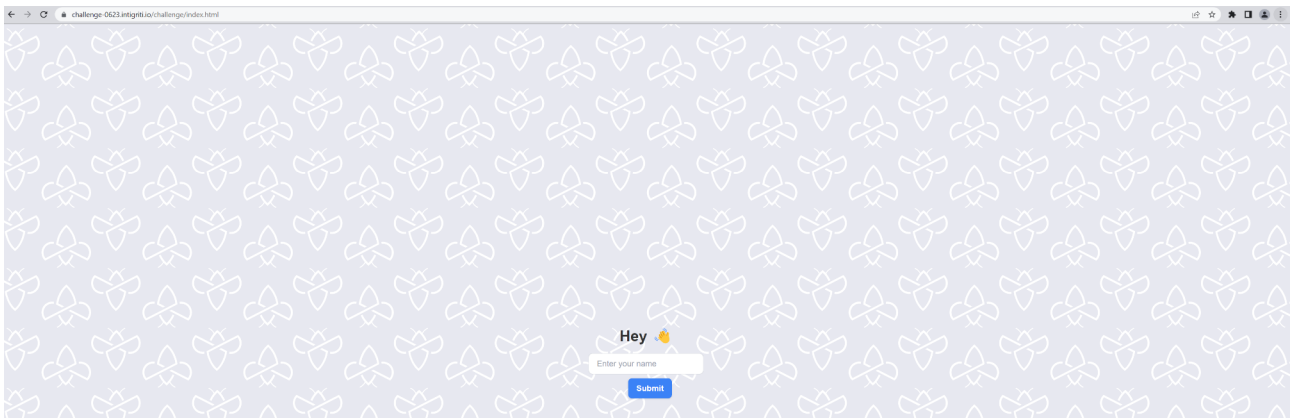 challenge-0623.intigriti.io/challenge/index.html
Hey 👋
Enter your name
Submit